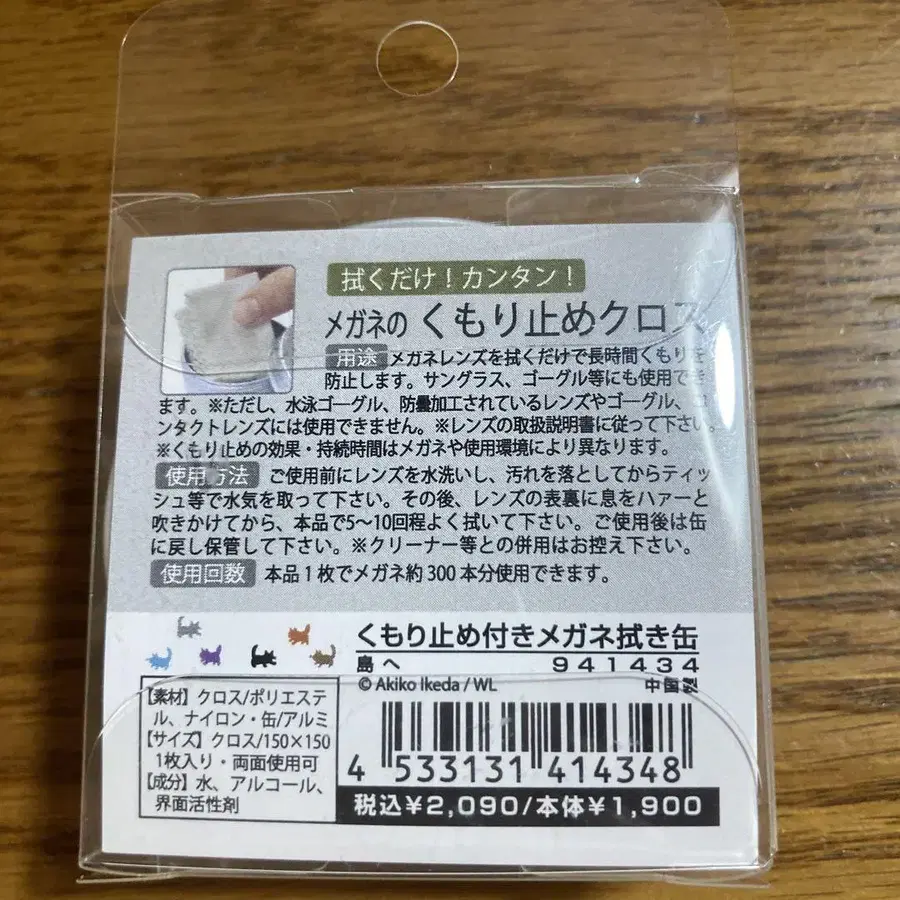 拭くだけ！カンタン！
メガネの くもり止めクロス
用途 メガネレンズを拭くだけで長時間くもりを
防止します。サングラス、ゴーグル等にも使用でき
ます。※ただし、水泳ゴーグル、防曇加工されているレンズやゴーグル、コ
ンタクトレンズには使用できません。※レンズの取扱説明書に従って下さい。
※くもり止めの効果・持続時間はメガネや使用環境により異なります。
使用方法 ご使用前にレンズを水洗いし、汚れを落としてからティッ
シュ等で水気を取って下さい。その後、レンズの表裏に息をハァーと
吹きかけてから、本品で5〜10回程よく拭いて下さい。ご使用後は缶
に戻し保管して下さい。※クリーナー等との併用はお控え下さい。
使用回数 本品1枚でメガネ約300本分使用できます。
くもり止め付きメガネ拭き缶
島へ 941434
© Akiko Ikeda / WL 中国製
【素材】クロス/ポリエステ
ル、ナイロン・缶/アルミ
【サイズ】クロス/150×150
1枚入り・両面使用可
【成分】水、アルコール、
界面活性剤
4 533131 414348
税込¥2,090/本体¥1,900